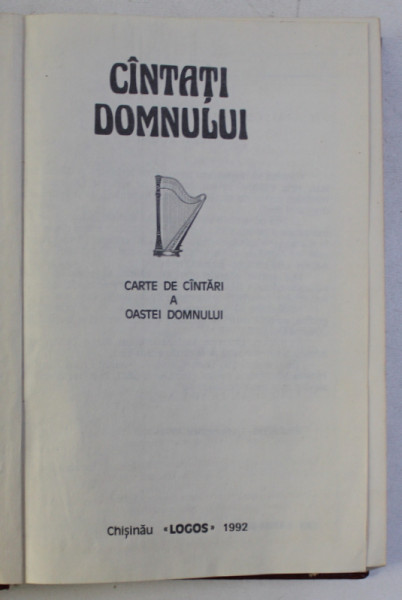 CÎNTAȚI
DOMNULUI
CARTE DE CÎNTĂRI
A
OASTEI DOMNULUI
Chișinău «LOGOS» 1992